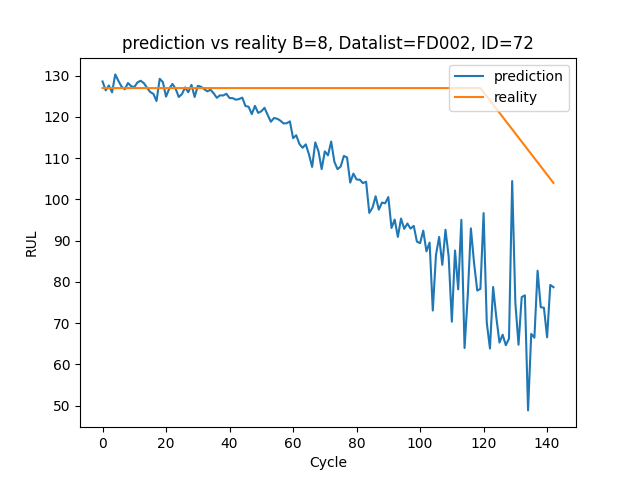 prediction vs reality B=8, Datalist=FD002, ID=72
prediction
reality
RUL
130
120
110
100
90
80
70
60
50
0 20 40 60 80 100 120 140
Cycle